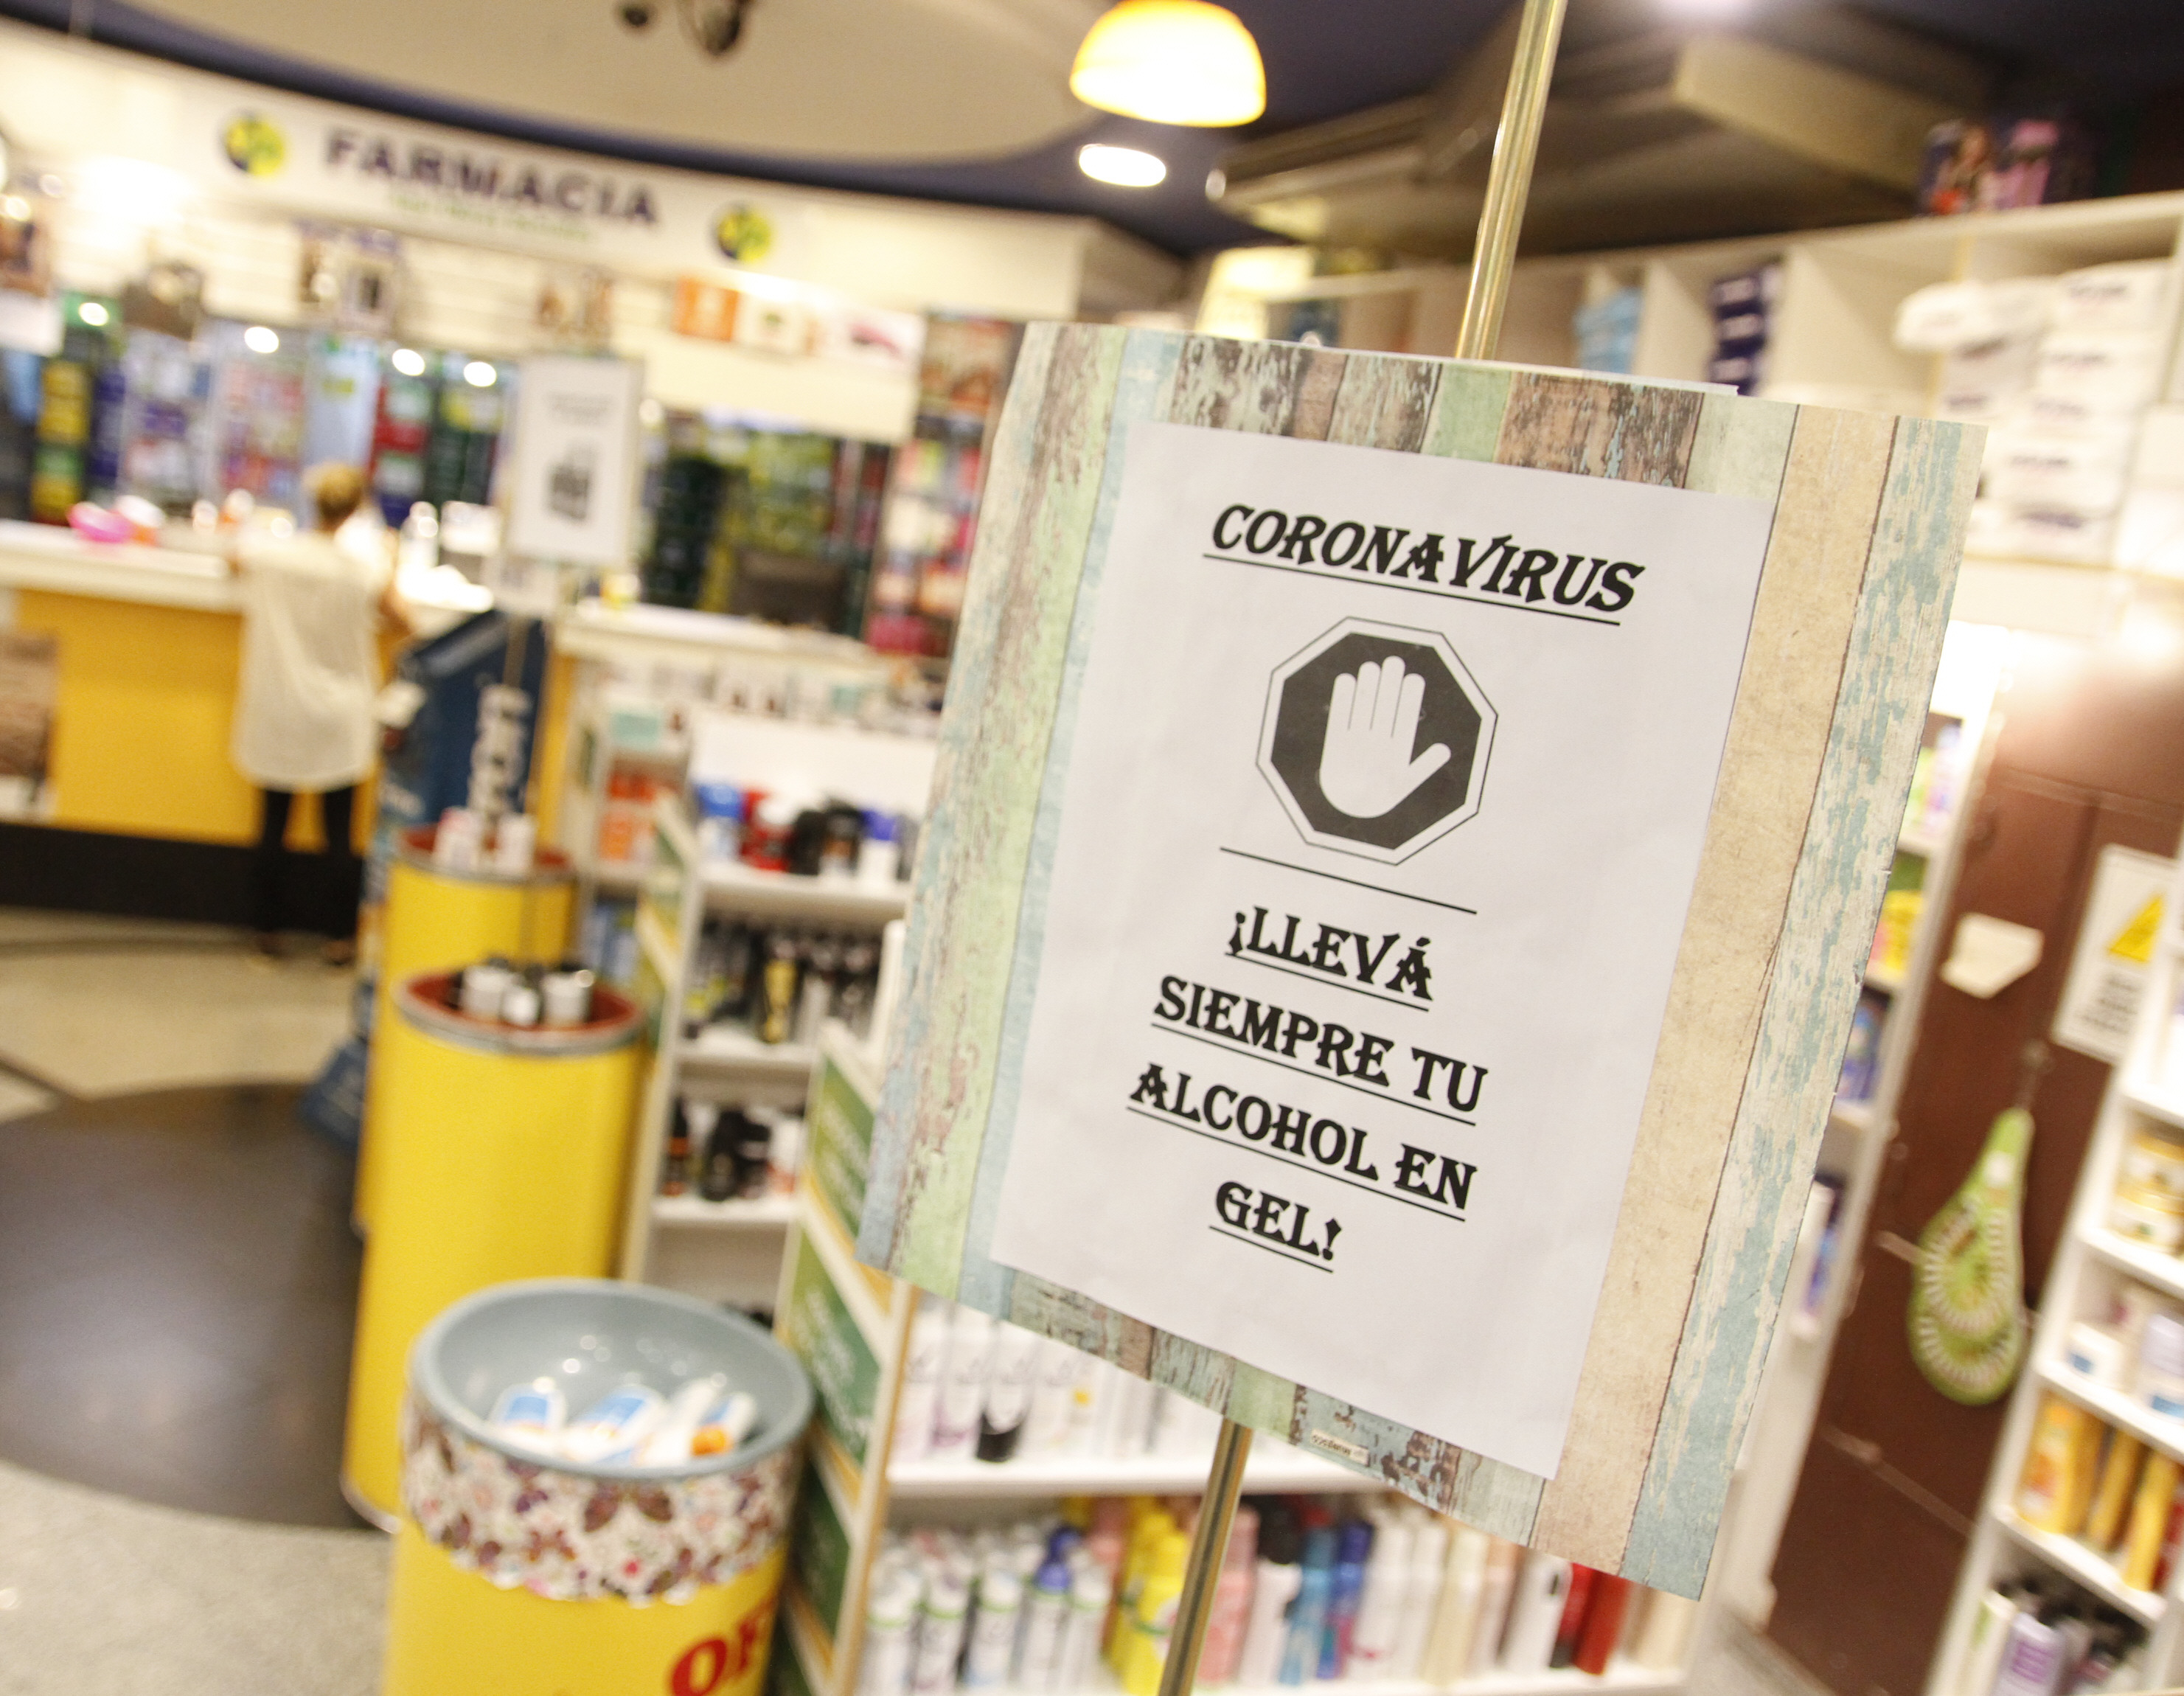 FARMACIA
CORONAVIRUS
¡LLEVÁ
SIEMPRE TU
ALCOHOL EN
GEL!